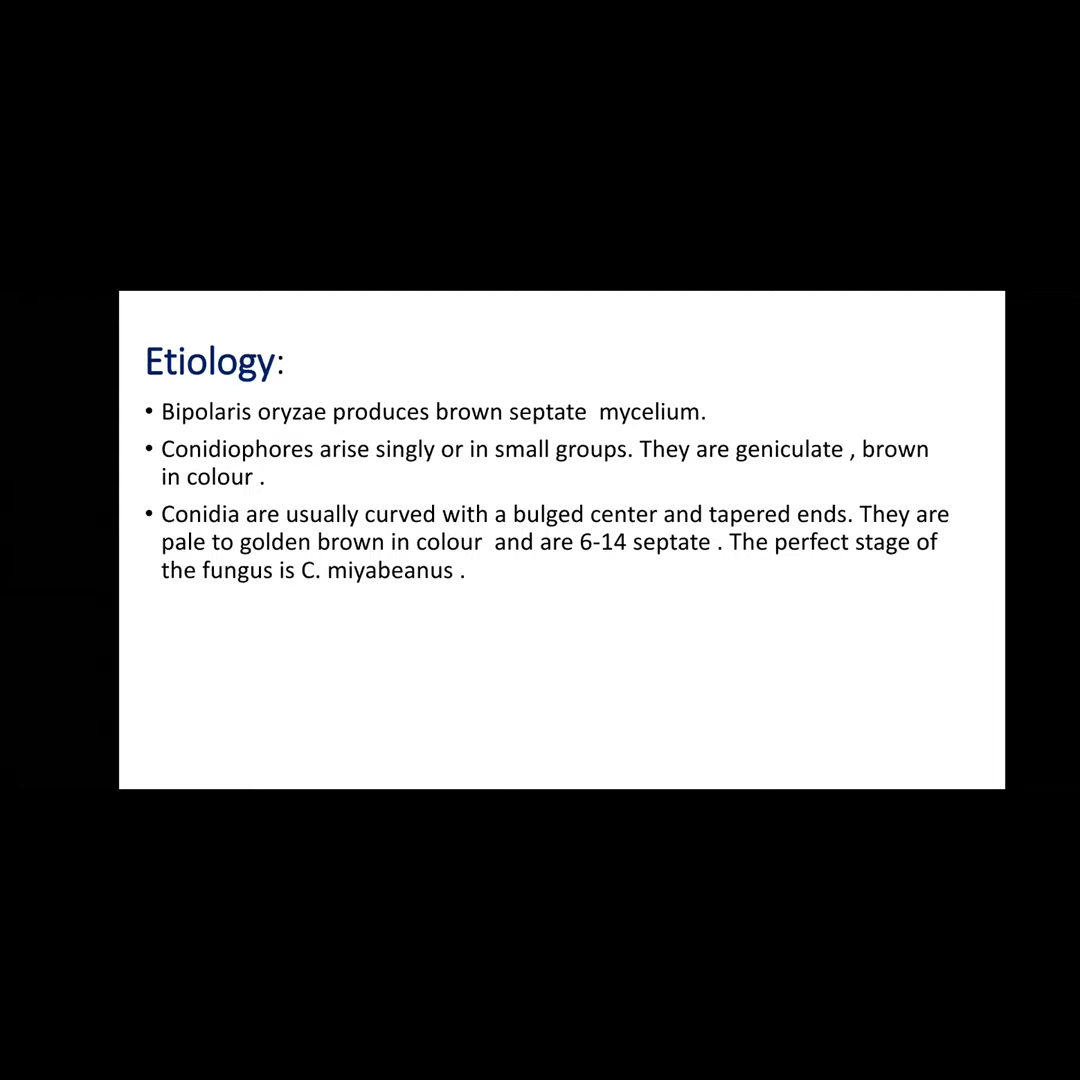 Etiology:
• Bipolaris oryzae produces brown septate  mycelium.
• Conidiophores arise singly or in small groups. They are geniculate , brown
in colour .
• Conidia are usually curved with a bulged center and tapered ends. They are
pale to golden brown in colour  and are 6-14 septate . The perfect stage of
the fungus is C. miyabeanus .